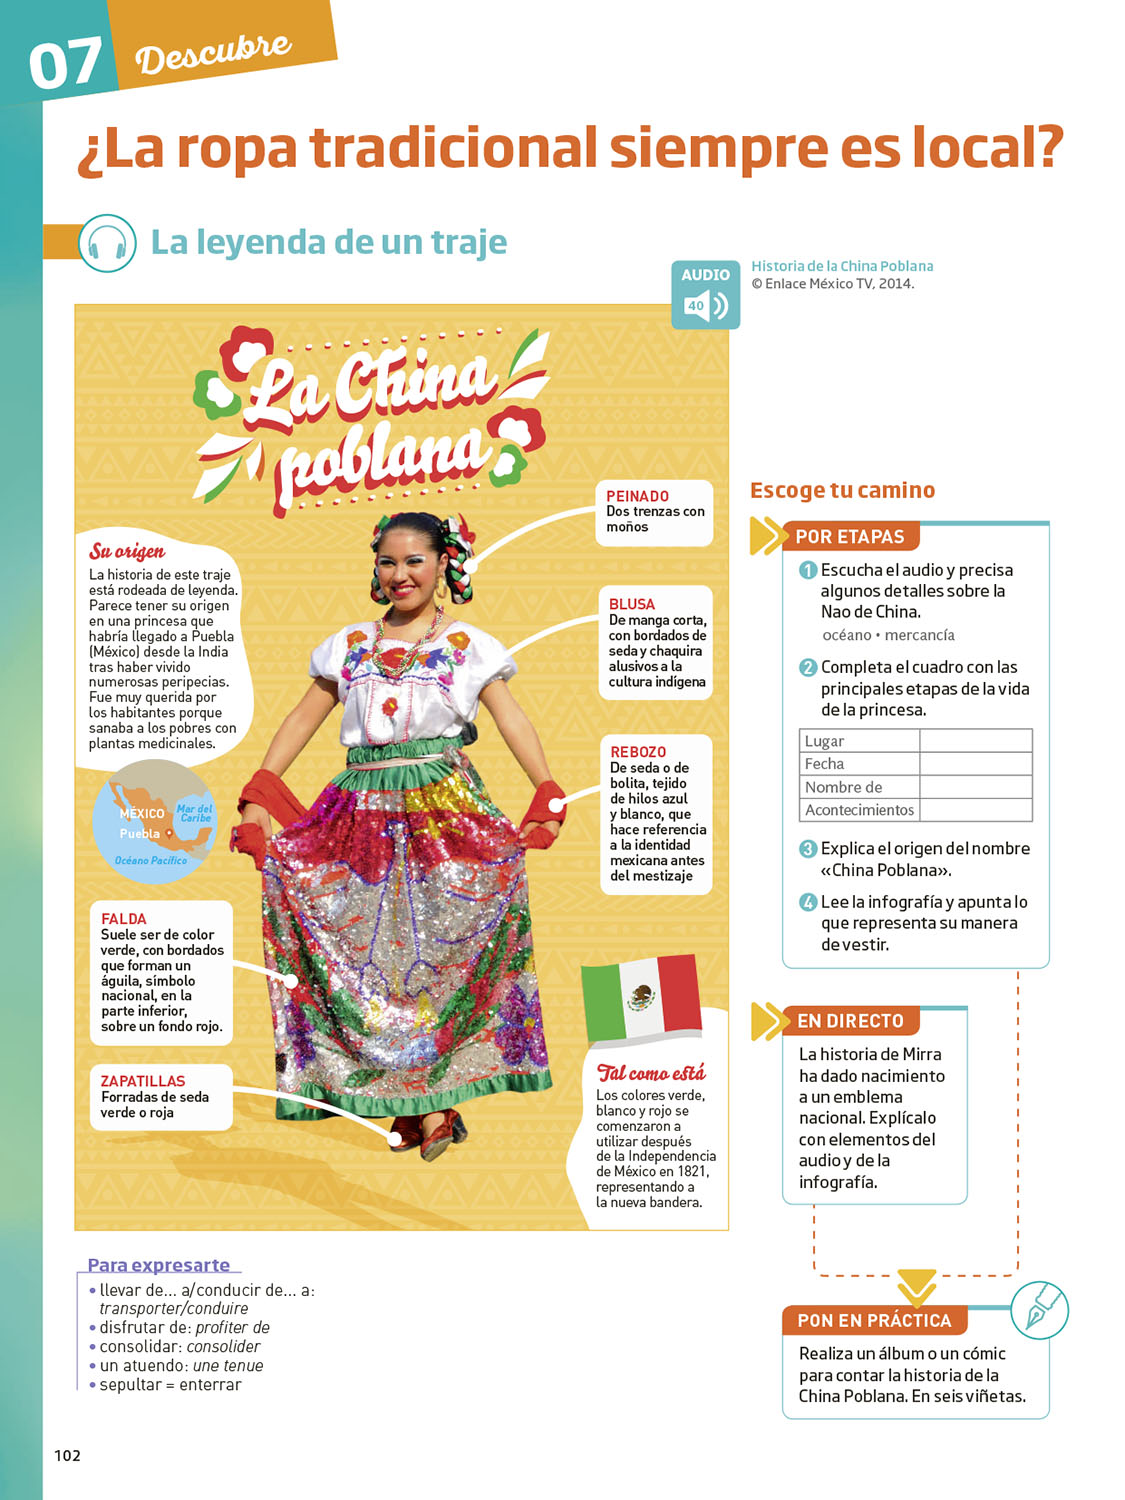 07 Descubre
¿La ropa tradicional siempre es local?
La leyenda de un traje
AUDIO
40
Historia de la China Poblana
© Enlace México TV, 2014.
La China
poblana
Su origen
La historia de este traje
está rodeada de leyenda.
Parece tener su origen
en una princesa que
habría llegado a Puebla
(México) desde la India
tras haber vivido
numerosas peripecias.
Fue muy querida por
los habitantes porque
sanaba a los pobres con
plantas medicinales.
MÉXICO
Puebla
Mar del
Caribe
Océano Pacífico
PEINADO
Dos trenzas con
moños
BLUSA
De manga corta,
con bordados de
seda y chaquira
alusivos a la
cultura indígena
REBOZO
De seda o de
bolita, tejido
de hilos azul
y blanco, que
hace referencia
a la identidad
mexicana antes
del mestizaje
FALDA
Suele ser de color
verde, con bordados
que forman un
águila, símbolo
nacional, en la
parte inferior,
sobre un fondo rojo.
ZAPATILLAS
Forradas de seda
verde o roja
Tal como está
Los colores verde,
blanco y rojo se
comenzaron a
utilizar después
de la Independencia
de México en 1821,
representando a
la nueva bandera.
Para expresarte
• llevar de... a/conducir de... a:
transporter/conduire
• disfrutar de: profiter de
• consolidar: consolider
• un atuendo: une tenue
• sepultar = enterrar
Escoge tu camino
POR ETAPAS
1 Escucha el audio y precisa
algunos detalles sobre la
Nao de China.
océano • mercancía
2 Completa el cuadro con las
principales etapas de la vida
de la princesa.
Lugar
Fecha
Nombre de
Acontecimientos
3 Explica el origen del nombre
«China Poblana».
4 Lee la infografía y apunta lo
que representa su manera
de vestir.
EN DIRECTO
La historia de Mirra
ha dado nacimiento
a un emblema
nacional. Explícalo
con elementos del
audio y de la
infografía.
PON EN PRÁCTICA
Realiza un álbum o un cómic
para contar la historia de la
China Poblana. En seis viñetas.
102